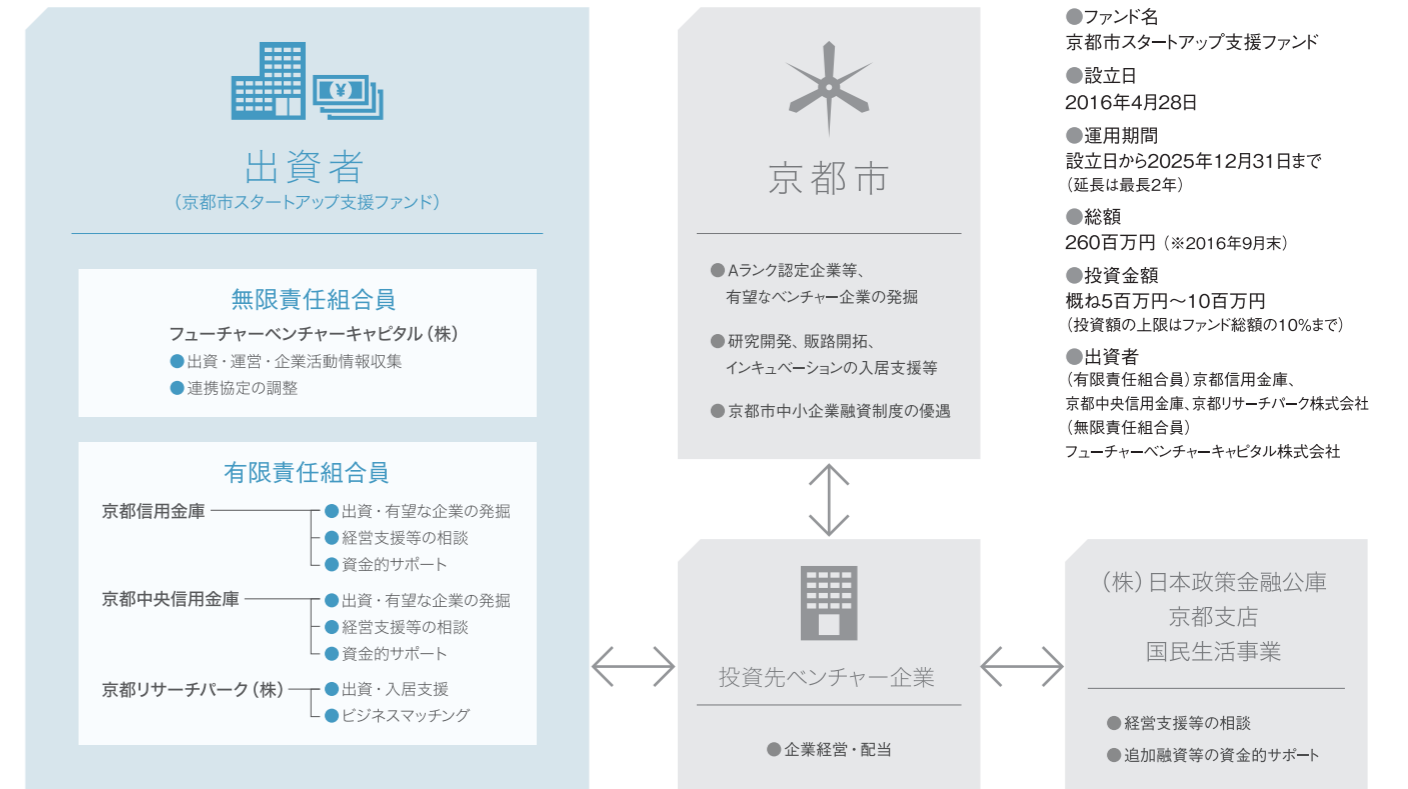 出資者
（京都市スタートアップ支援ファンド）
無限責任組合員
フューチャーベンチャーキャピタル（株）
●出資・運営・企業活動情報収集
●連携協定の調整
有限責任組合員
京都信用金庫
●出資・有望な企業の発掘
●経営支援等の相談
●資金的サポート
京都中央信用金庫
●出資・有望な企業の発掘
●経営支援等の相談
●資金的サポート
京都リサーチパーク（株）
●出資・入居支援
●ビジネスマッチング
京都市
●Aランク認定企業等、
有望なベンチャー企業の発掘
●研究開発、販路開拓、
インキュベーションの入居支援等
●京都市中小企業融資制度の優遇
投資先ベンチャー企業
●企業経営・配当
（株）日本政策金融公庫
京都支店
国民生活事業
●経営支援等の相談
●追加融資等の資金的サポート
●ファンド名
京都市スタートアップ支援ファンド
●設立日
2016年4月28日
●運用期間
設立日から2025年12月31日まで
（延長は最長2年）
●総額
260百万円（※2016年9月末）
●投資金額
概ね5百万円〜10百万円
（投資額の上限はファンド総額の10%まで）
●出資者
（有限責任組合員）京都信用金庫、
京都中央信用金庫、京都リサーチパーク株式会社
（無限責任組合員）
フューチャーベンチャーキャピタル株式会社
¥